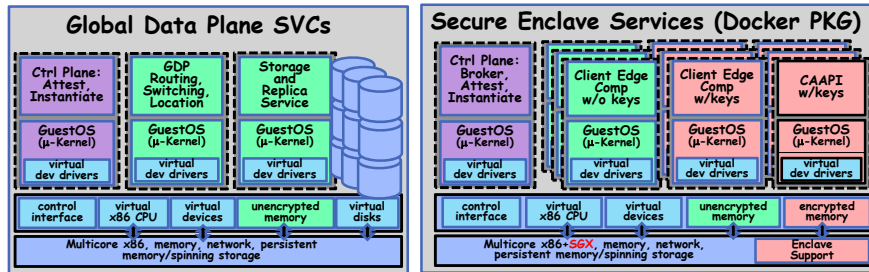 Global Data Plane SVCs
Ctrl Plane:
Attest,
Instantiate
GuestOS
(μ-Kernel)
virtual
dev drivers
GDP
Routing,
Switching,
Location
GuestOS
(μ-Kernel)
virtual
dev drivers
Storage
and
Replica
Service
GuestOS
(μ-Kernel)
virtual
dev drivers
control
interface
virtual
x86 CPU
virtual
devices
unencrypted
memory
virtual
disks
Multicore x86, memory, network, persistent
memory/spinning storage
Secure Enclave Services (Docker PKG)
Ctrl Plane:
Broker,
Attest,
Instantiate
GuestOS
(μ-Kernel)
virtual
dev drivers
Client Edge
Comp
w/o keys
GuestOS
(μ-Kernel)
virtual
dev drivers
Client Edge
Comp
w/keys
GuestOS
(μ-Kernel)
virtual
dev drivers
CAAPI
w/keys
GuestOS
(μ-Kernel)
virtual
dev drivers
control
interface
virtual
x86 CPU
virtual
devices
unencrypted
memory
encrypted
memory
Multicore x86+SGX, memory, network,
persistent memory/spinning storage
Enclave
Support